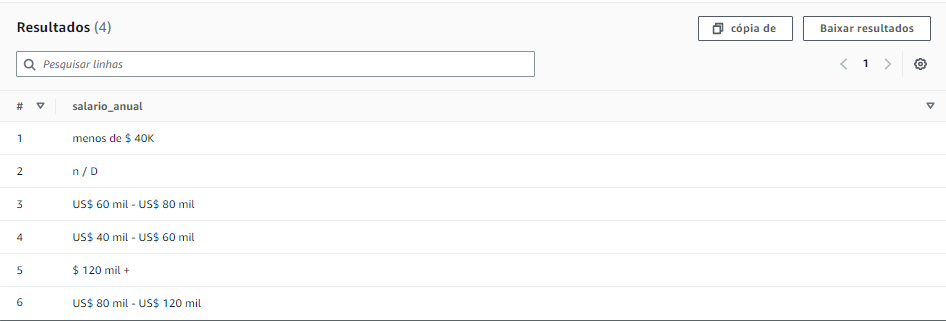 Resultados (4)
cópia de
Baixar resultados
Pesquisar linhas
1
# salario_anual
1 menos de $ 40K
2 n / D
3 US$ 60 mil - US$ 80 mil
4 US$ 40 mil - US$ 60 mil
5 $ 120 mil +
6 US$ 80 mil - US$ 120 mil